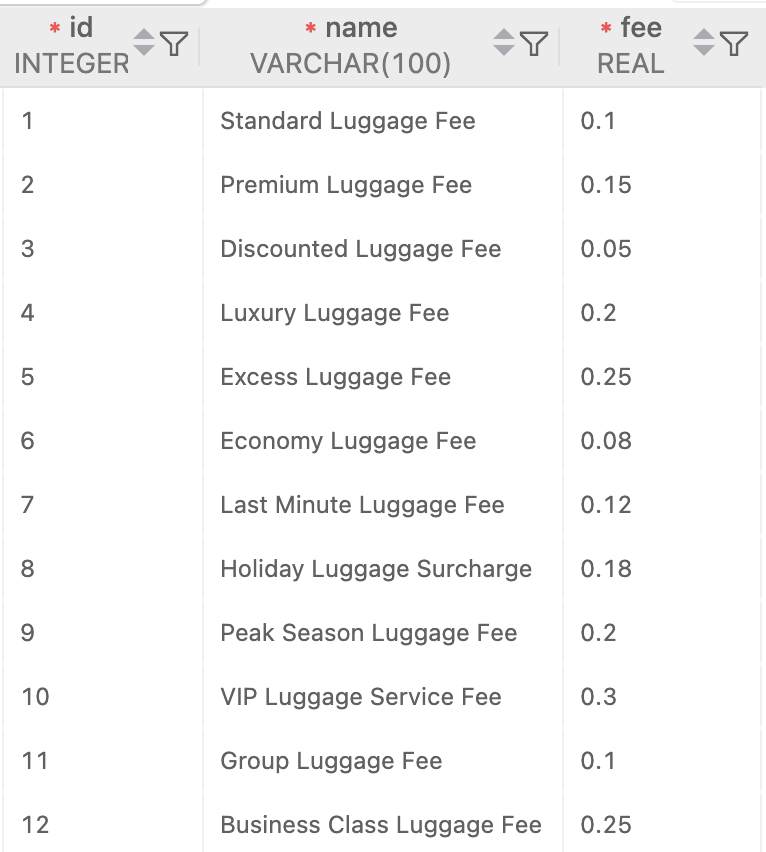 * id * name * fee
INTEGER VARCHAR(100) REAL
1 Standard Luggage Fee 0.1
2 Premium Luggage Fee 0.15
3 Discounted Luggage Fee 0.05
4 Luxury Luggage Fee 0.2
5 Excess Luggage Fee 0.25
6 Economy Luggage Fee 0.08
7 Last Minute Luggage Fee 0.12
8 Holiday Luggage Surcharge 0.18
9 Peak Season Luggage Fee 0.2
10 VIP Luggage Service Fee 0.3
11 Group Luggage Fee 0.1
12 Business Class Luggage Fee 0.25